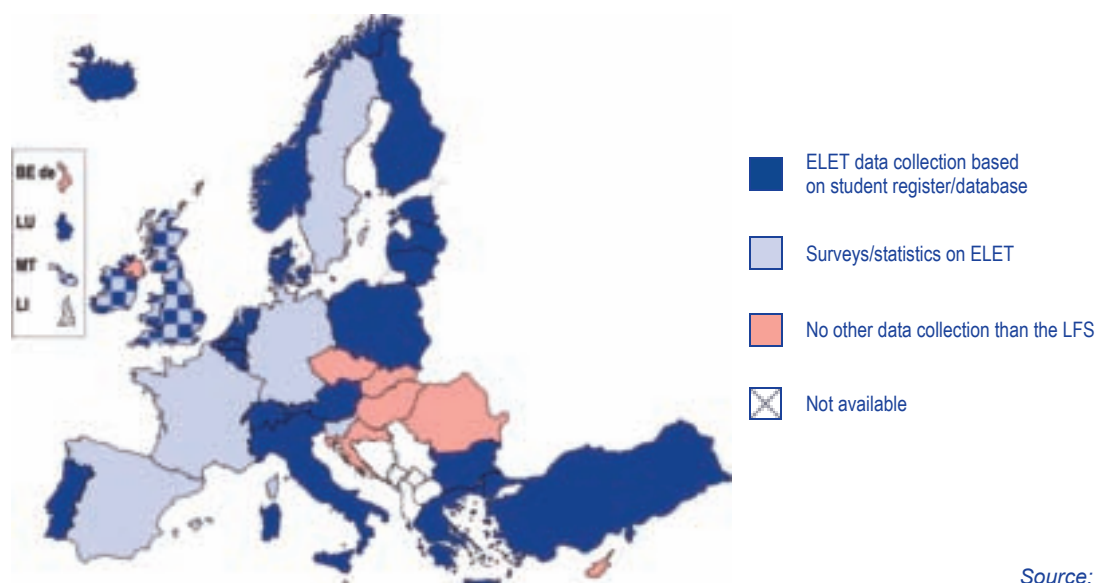 BE de
LU
MT
LI
ELET data collection based
on student register/database
Surveys/statistics on ELET
No other data collection than the LFS
Not available
Source: